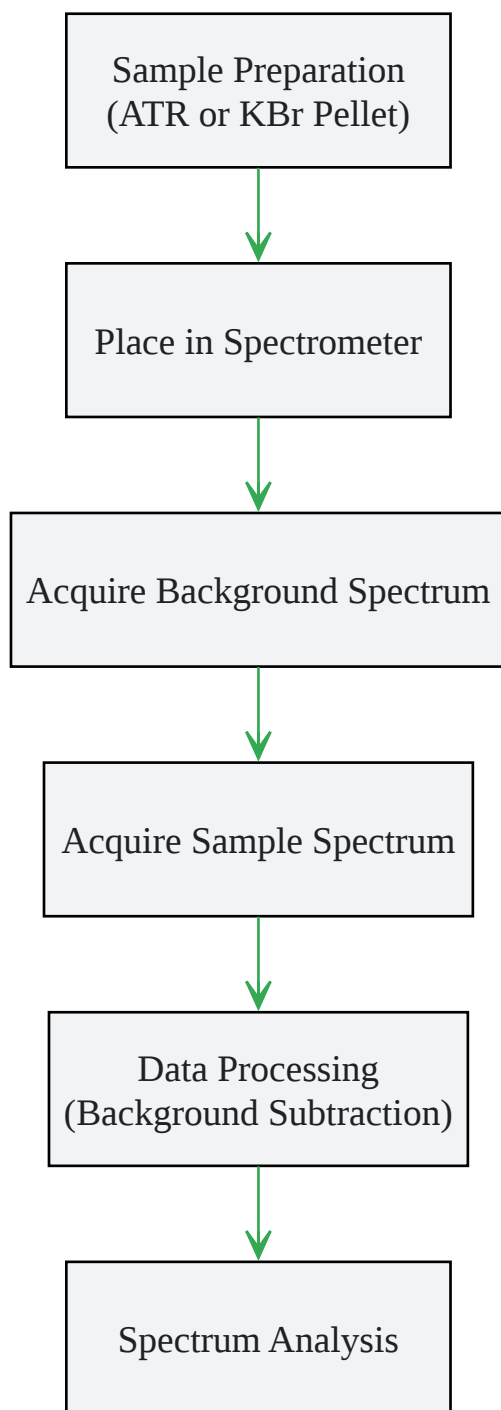 Sample Preparation
(ATR or KBr Pellet)
Place in Spectrometer
Acquire Background Spectrum
Acquire Sample Spectrum
Data Processing
(Background Subtraction)
Spectrum Analysis